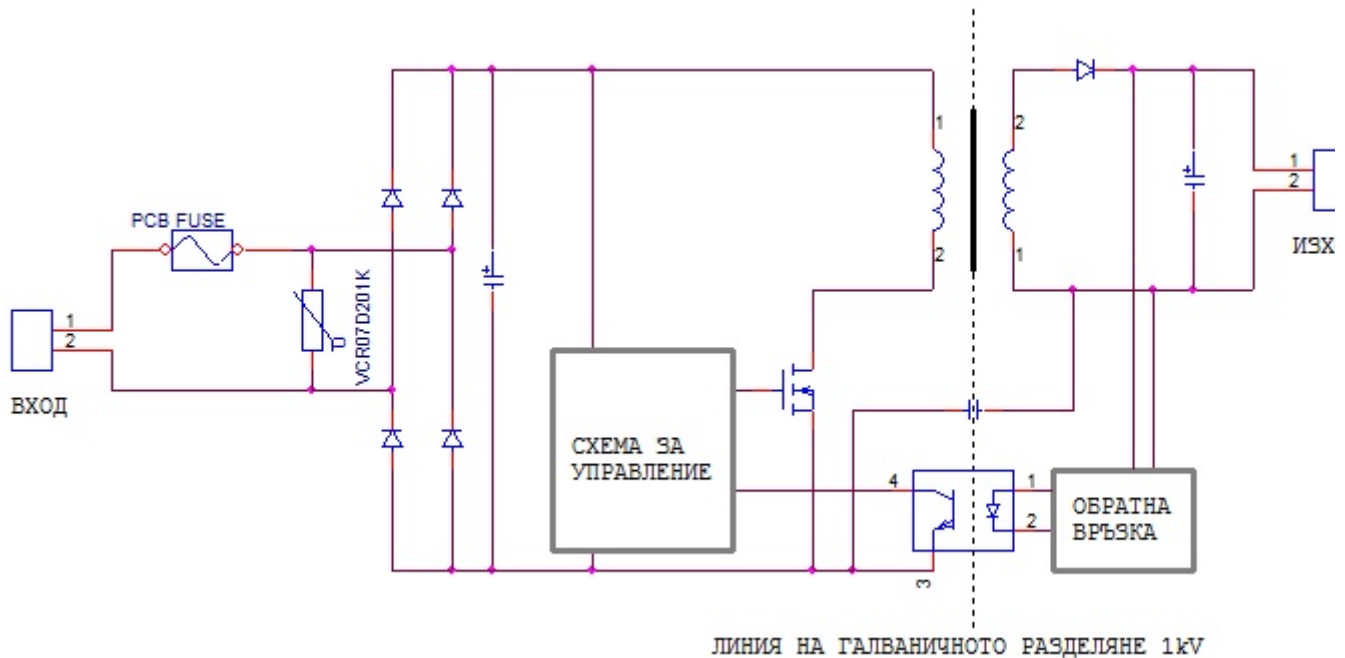 1
2
PCB FUSE
1
2
ИЗХ
2
1
VCR07D201K
1
2
ВХОД
СХЕМА ЗА
УПРАВЛЕНИЕ
4
1
2
3
ОБРАТНА
ВРЪЗКА
ЛИНИЯ НА ГАЛВАНИЧНОТО РАЗДЕЛЯНЕ 1kV